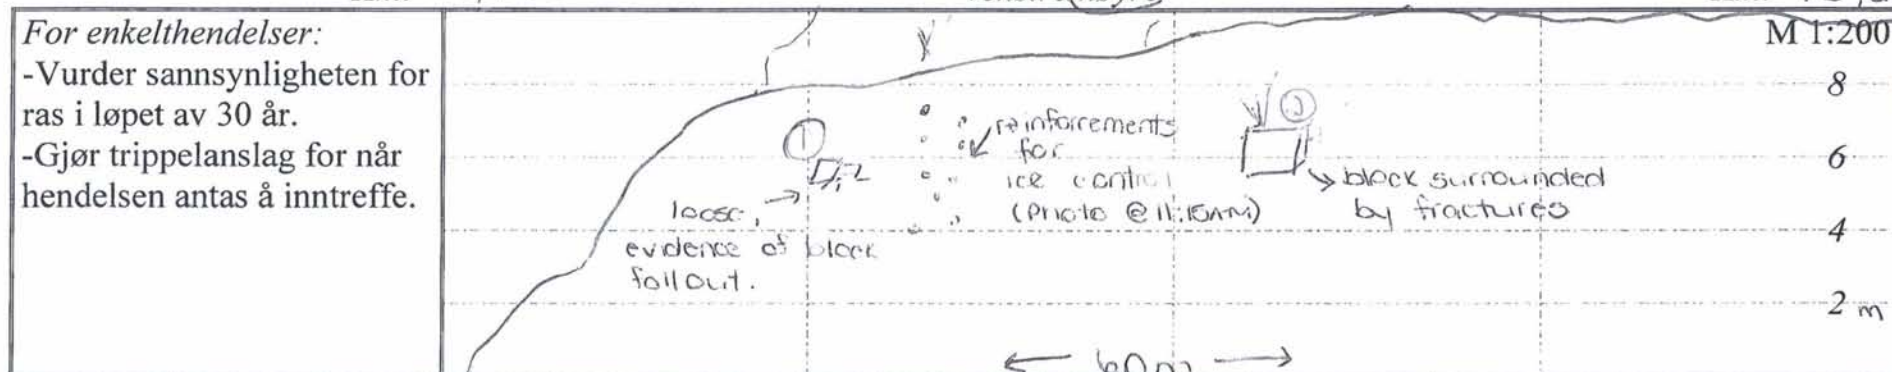 For enkelthendelser:
-Vurder sannsynligheten for
ras i løpet av 30 år.
-Gjør trippelanslag for når
hendelsen antas å inntreffe.
M 1:200
8
6
4
2 m
1
loose,
evidence of block
fallout.
reinforcements
for
ice control
(Photo @ 11:15AM)
2
block surrounded
by fractures
60m